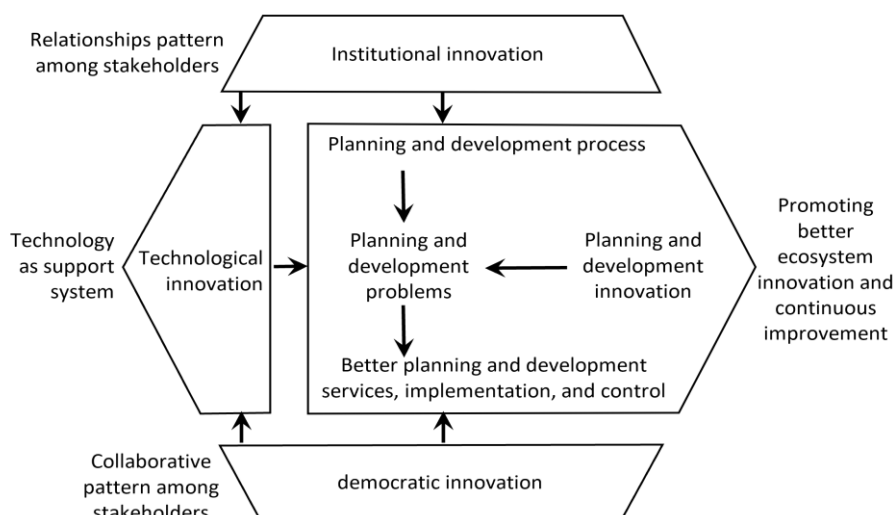 Relationships pattern
among stakeholders
Institutional innovation
Planning and development process
Technology
as support
system
Technological
innovation
Planning and
development
problems
Planning and
development
innovation
Promoting
better
ecosystem
innovation and
continuous
improvement
Better planning and development
services, implementation, and control
Collaborative
pattern among
stakeholders
democratic innovation